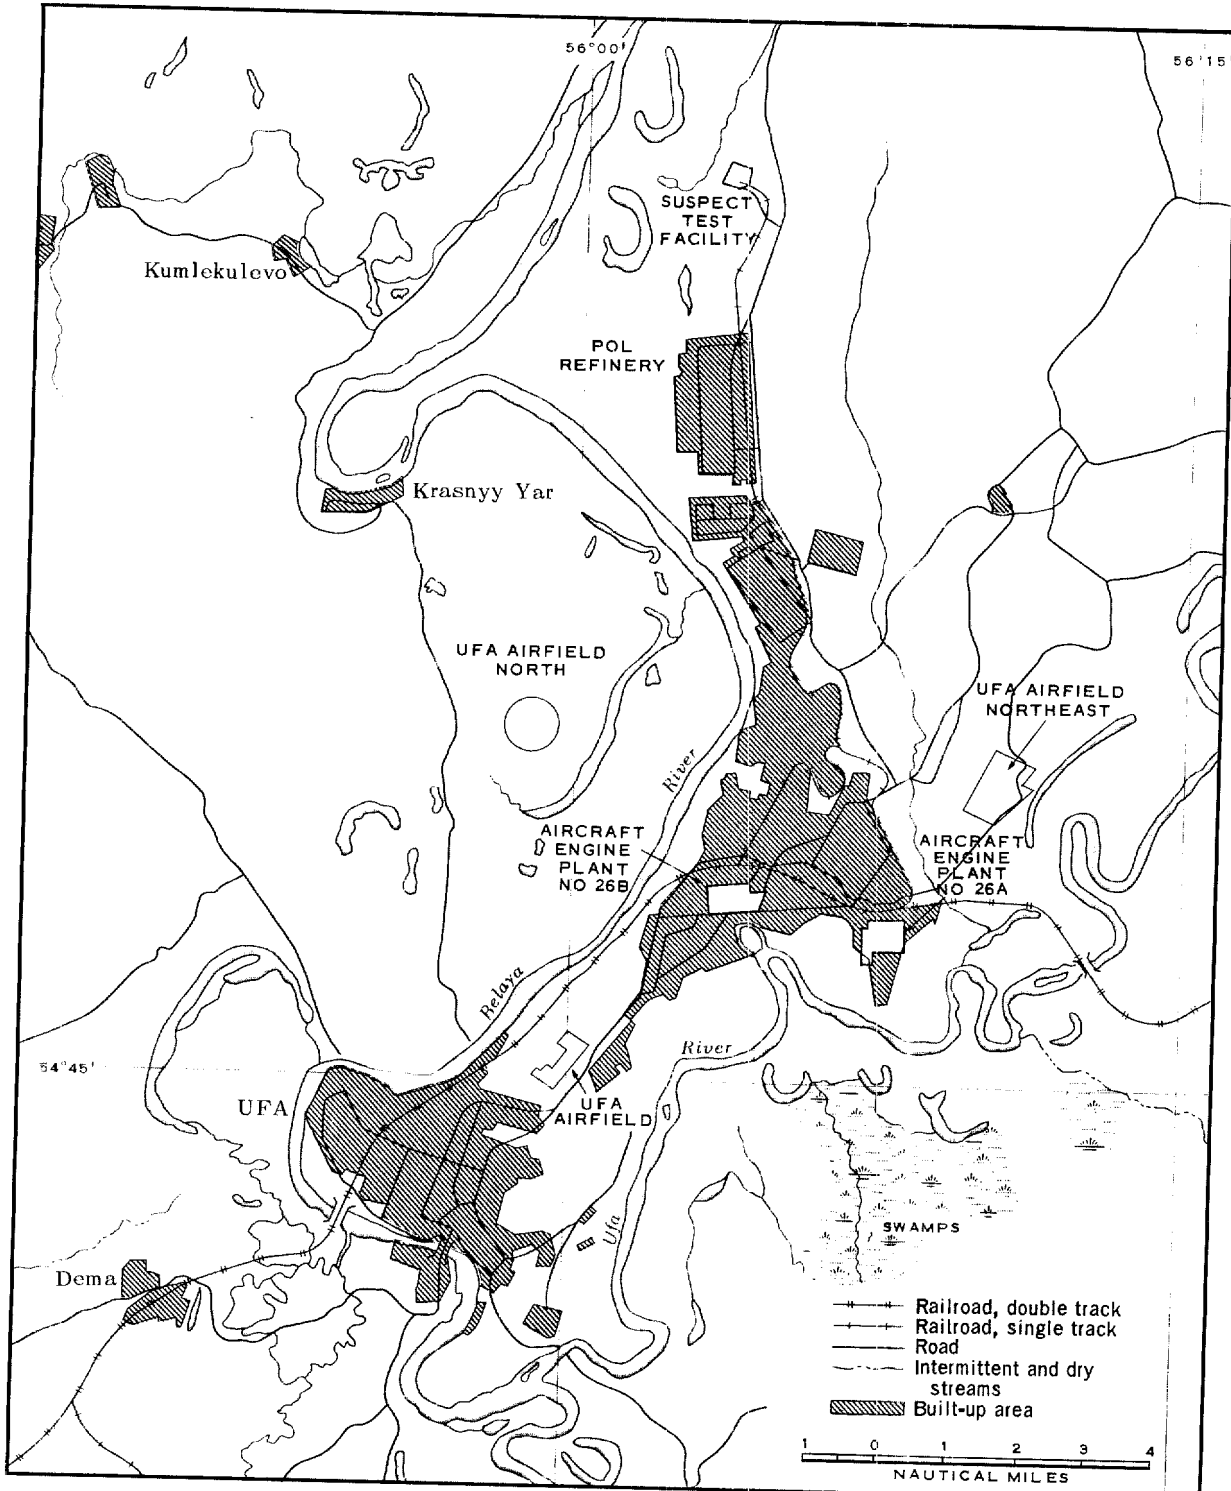 56°00'
56°15'
SUSPECT
TEST
FACILITY
Kumlekulevo
POL
REFINERY
Krasnyy Yar
UFA AIRFIELD
NORTH
UFA AIRFIELD
NORTHEAST
River
AIRCRAFT
ENGINE
PLANT
NO 26B
AIRCRAFT
ENGINE
PLANT
NO 26A
Belaya
River
54°45'
UFA
UFA
AIRFIELD
Ufa
SWAMPS
Dema
Railroad, double track
Railroad, single track
Road
Intermittent and dry
streams
Built-up area
1 0 1 2 3 4
NAUTICAL MILES